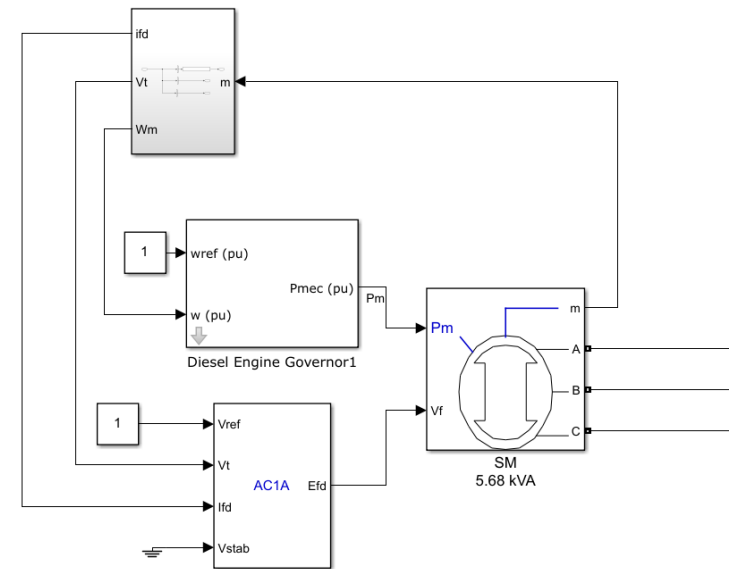 ifd
Vt
m
Wm
1
wref (pu)
Pmec (pu)
Pm
w (pu)
Diesel Engine Governor1
m
Pm
A
B
Vf
C
SM
5.68 kVA
1
Vref
Vt
AC1A
Efd
Ifd
Vstab